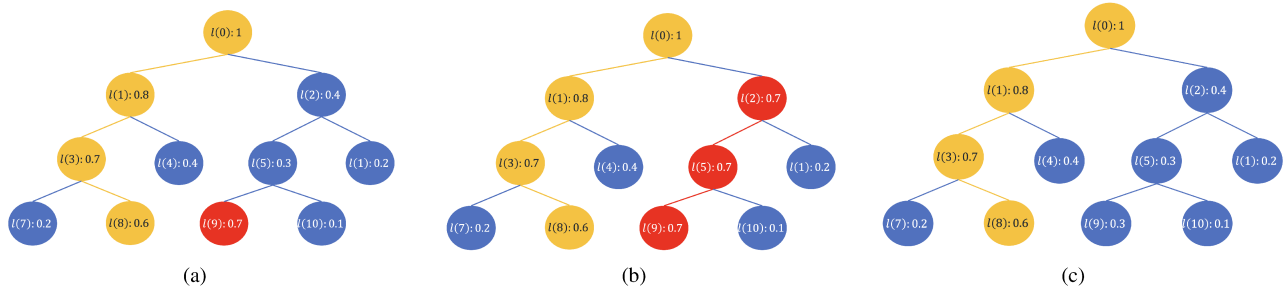 l(0): 1
l(1): 0.8
l(2): 0.4
l(3): 0.7
l(4): 0.4
l(5): 0.3
l(1): 0.2
l(7): 0.2
l(8): 0.6
l(9): 0.7
l(10): 0.1
(a)
l(0): 1
l(1): 0.8
l(2): 0.7
l(3): 0.7
l(4): 0.4
l(5): 0.7
l(1): 0.2
l(7): 0.2
l(8): 0.6
l(9): 0.7
l(10): 0.1
(b)
l(0): 1
l(1): 0.8
l(2): 0.4
l(3): 0.7
l(4): 0.4
l(5): 0.3
l(1): 0.2
l(7): 0.2
l(8): 0.6
l(9): 0.3
l(10): 0.1
(c)